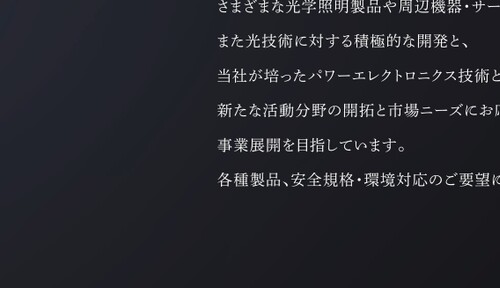 さまざまな光学照明製品や周辺機器・サー
また光技術に対する積極的な開発と、
当社が培ったパワーエレクトロニクス技術と
新たな活動分野の開拓と市場ニーズにお応
事業展開を目指しています。
各種製品、安全規格・環境対応のご要望に